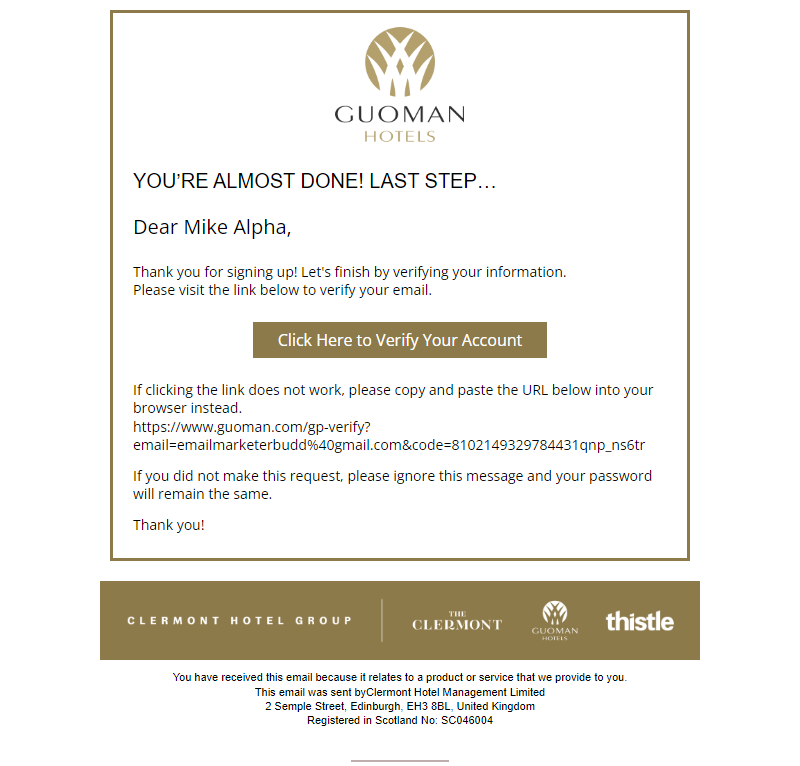 GUOMAN
HOTELS
YOU’RE ALMOST DONE! LAST STEP…
Dear Mike Alpha,
Thank you for signing up! Let's finish by verifying your information.
Please visit the link below to verify your email.
Click Here to Verify Your Account
If clicking the link does not work, please copy and paste the URL below into your
browser instead.
https://www.guoman.com/gp-verify?
email=emailmarketerbudd%40gmail.com&code=8102149329784431qnp_ns6tr
If you did not make this request, please ignore this message and your password
will remain the same.
Thank you!
CLERMONT HOTEL GROUP
THE
CLERMONT
GUOMAN
HOTELS
thistle
You have received this email because it relates to a product or service that we provide to you.
This email was sent byClermont Hotel Management Limited
2 Semple Street, Edinburgh, EH3 8BL, United Kingdom
Registered in Scotland No: SC046004